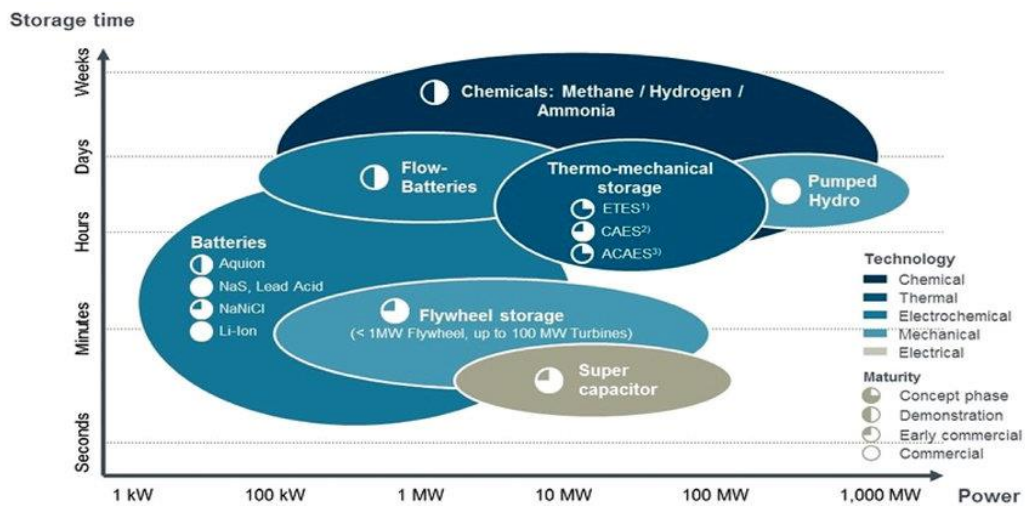 Storage time
Weeks
Days
Hours
Minutes
Seconds
Chemicals: Methane / Hydrogen /
Ammonia
Flow-
Batteries
Thermo-mechanical
storage
ETES¹⁾
CAES²⁾
ACAES³⁾
Pumped
Hydro
Batteries
Aquion
NaS, Lead Acid
NaNiCl
Li-Ion
Flywheel storage
(< 1MW Flywheel, up to 100 MW Turbines)
Super
capacitor
Technology
Chemical
Thermal
Electrochemical
Mechanical
Electrical
Maturity
Concept phase
Demonstration
Early commercial
Commercial
1 kW
100 kW
1 MW
10 MW
100 MW
1,000 MW
Power